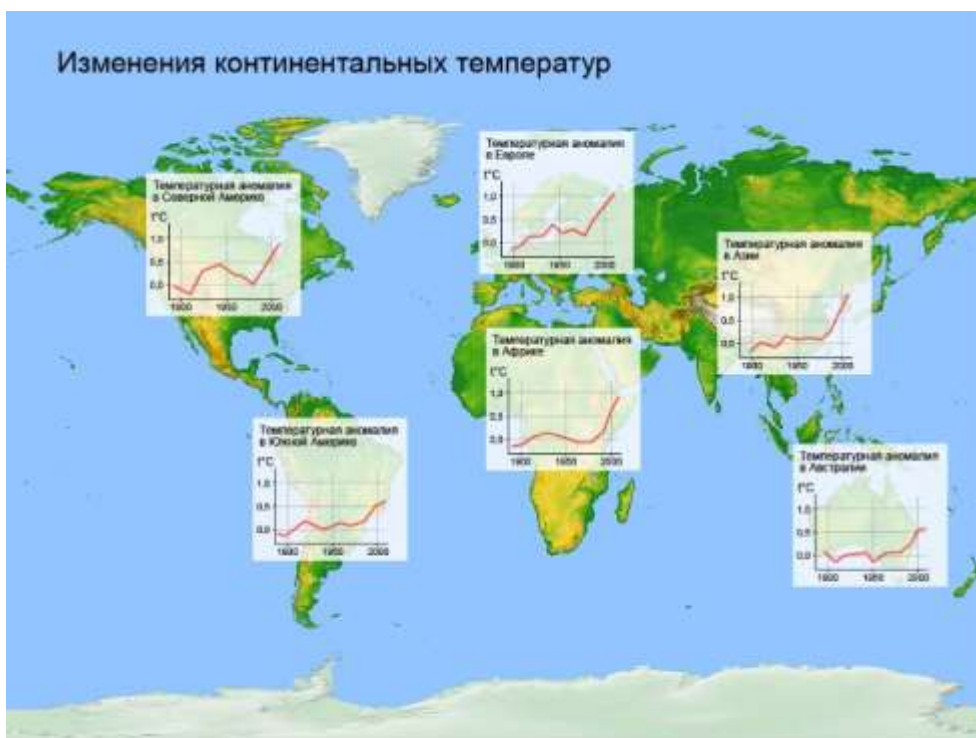 Изменения континентальных температур
Температурная аномалия
в Европе
t°C
1,0
0,5
0,0
1900
1950
2000
Температурная аномалия
в Северной Америке
t°C
1,0
0,5
0,0
1900
1950
2000
Температурная аномалия
в Азии
t°C
1,0
0,5
0,0
1900
1950
2000
Температурная аномалия
в Африке
t°C
1,0
0,5
0,0
1900
1950
2000
Температурная аномалия
в Южной Америке
t°C
1,0
0,5
0,0
1900
1950
2000
Температурная аномалия
в Австралии
t°C
1,0
0,5
0,0
1900
1950
2000